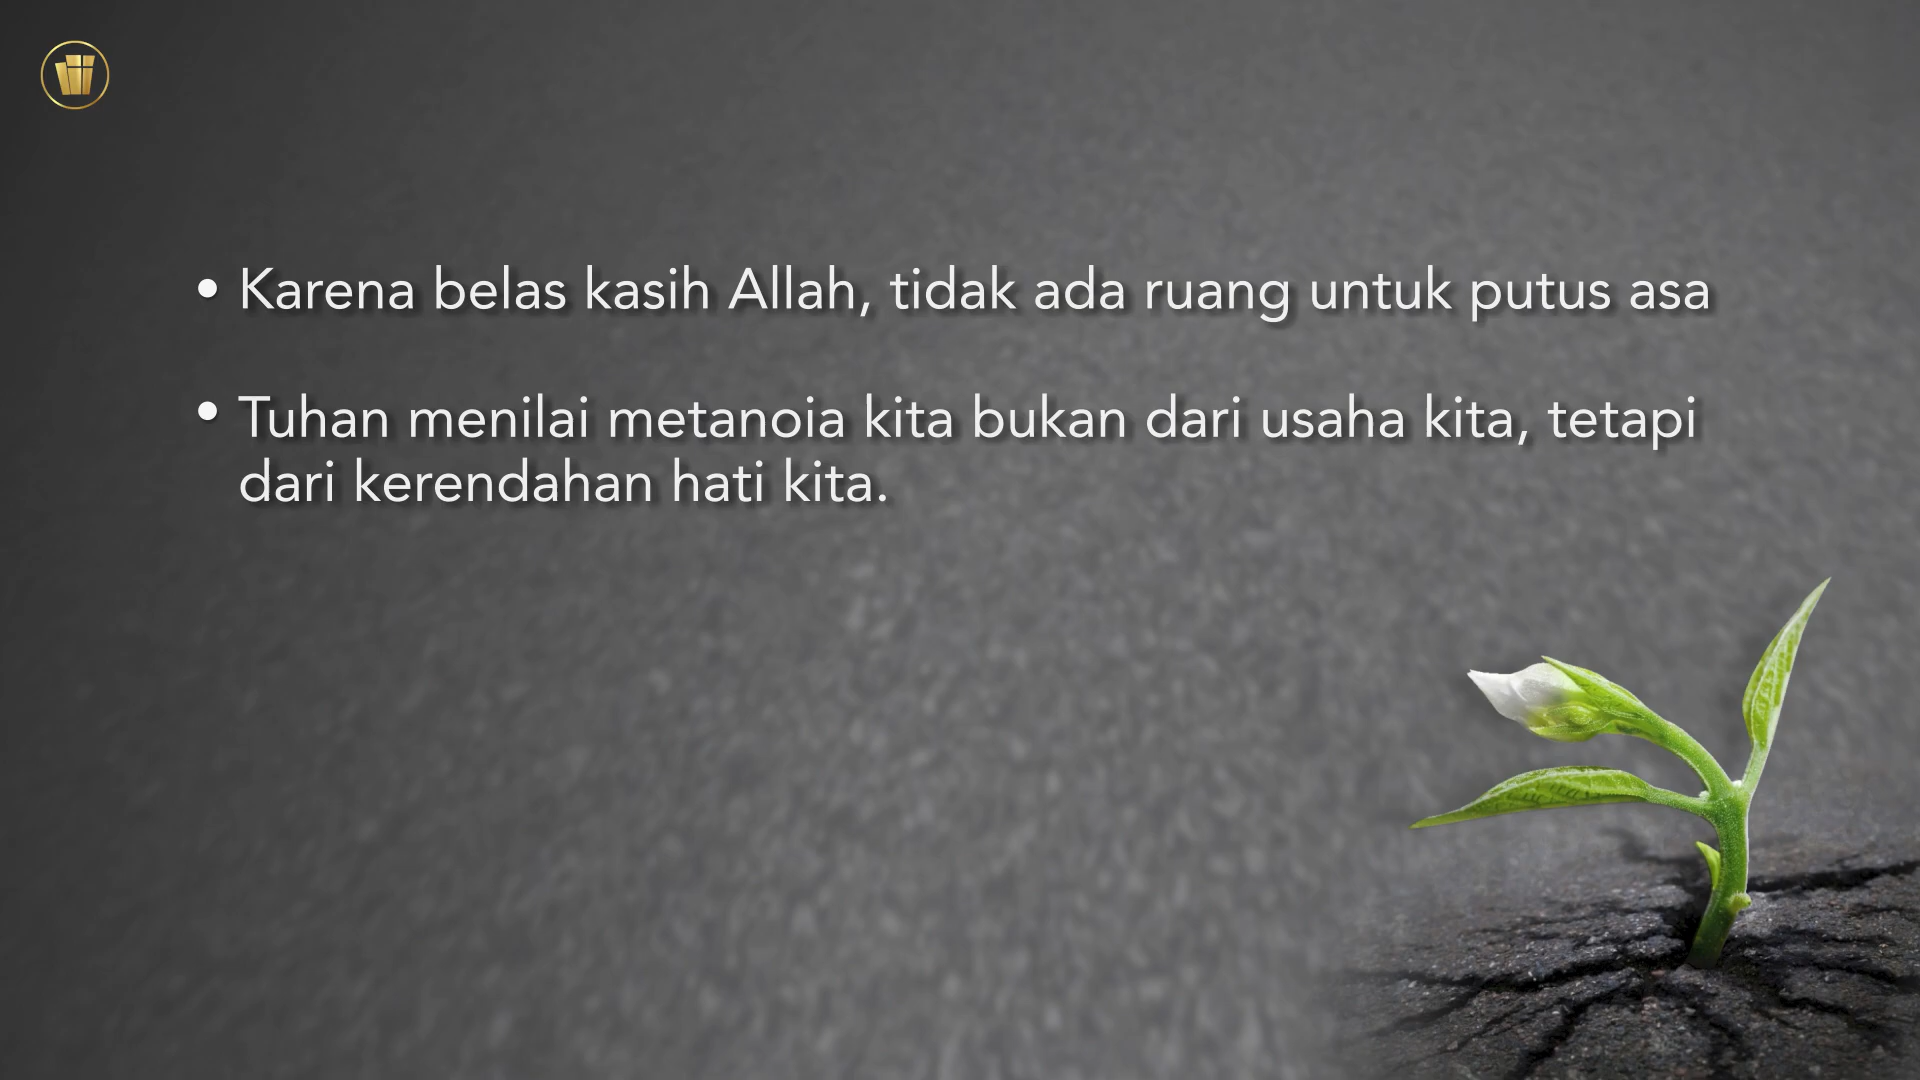 • Karena belas kasih Allah, tidak ada ruang untuk putus asa
• Tuhan menilai metanoia kita bukan dari usaha kita, tetapi
dari kerendahan hati kita.